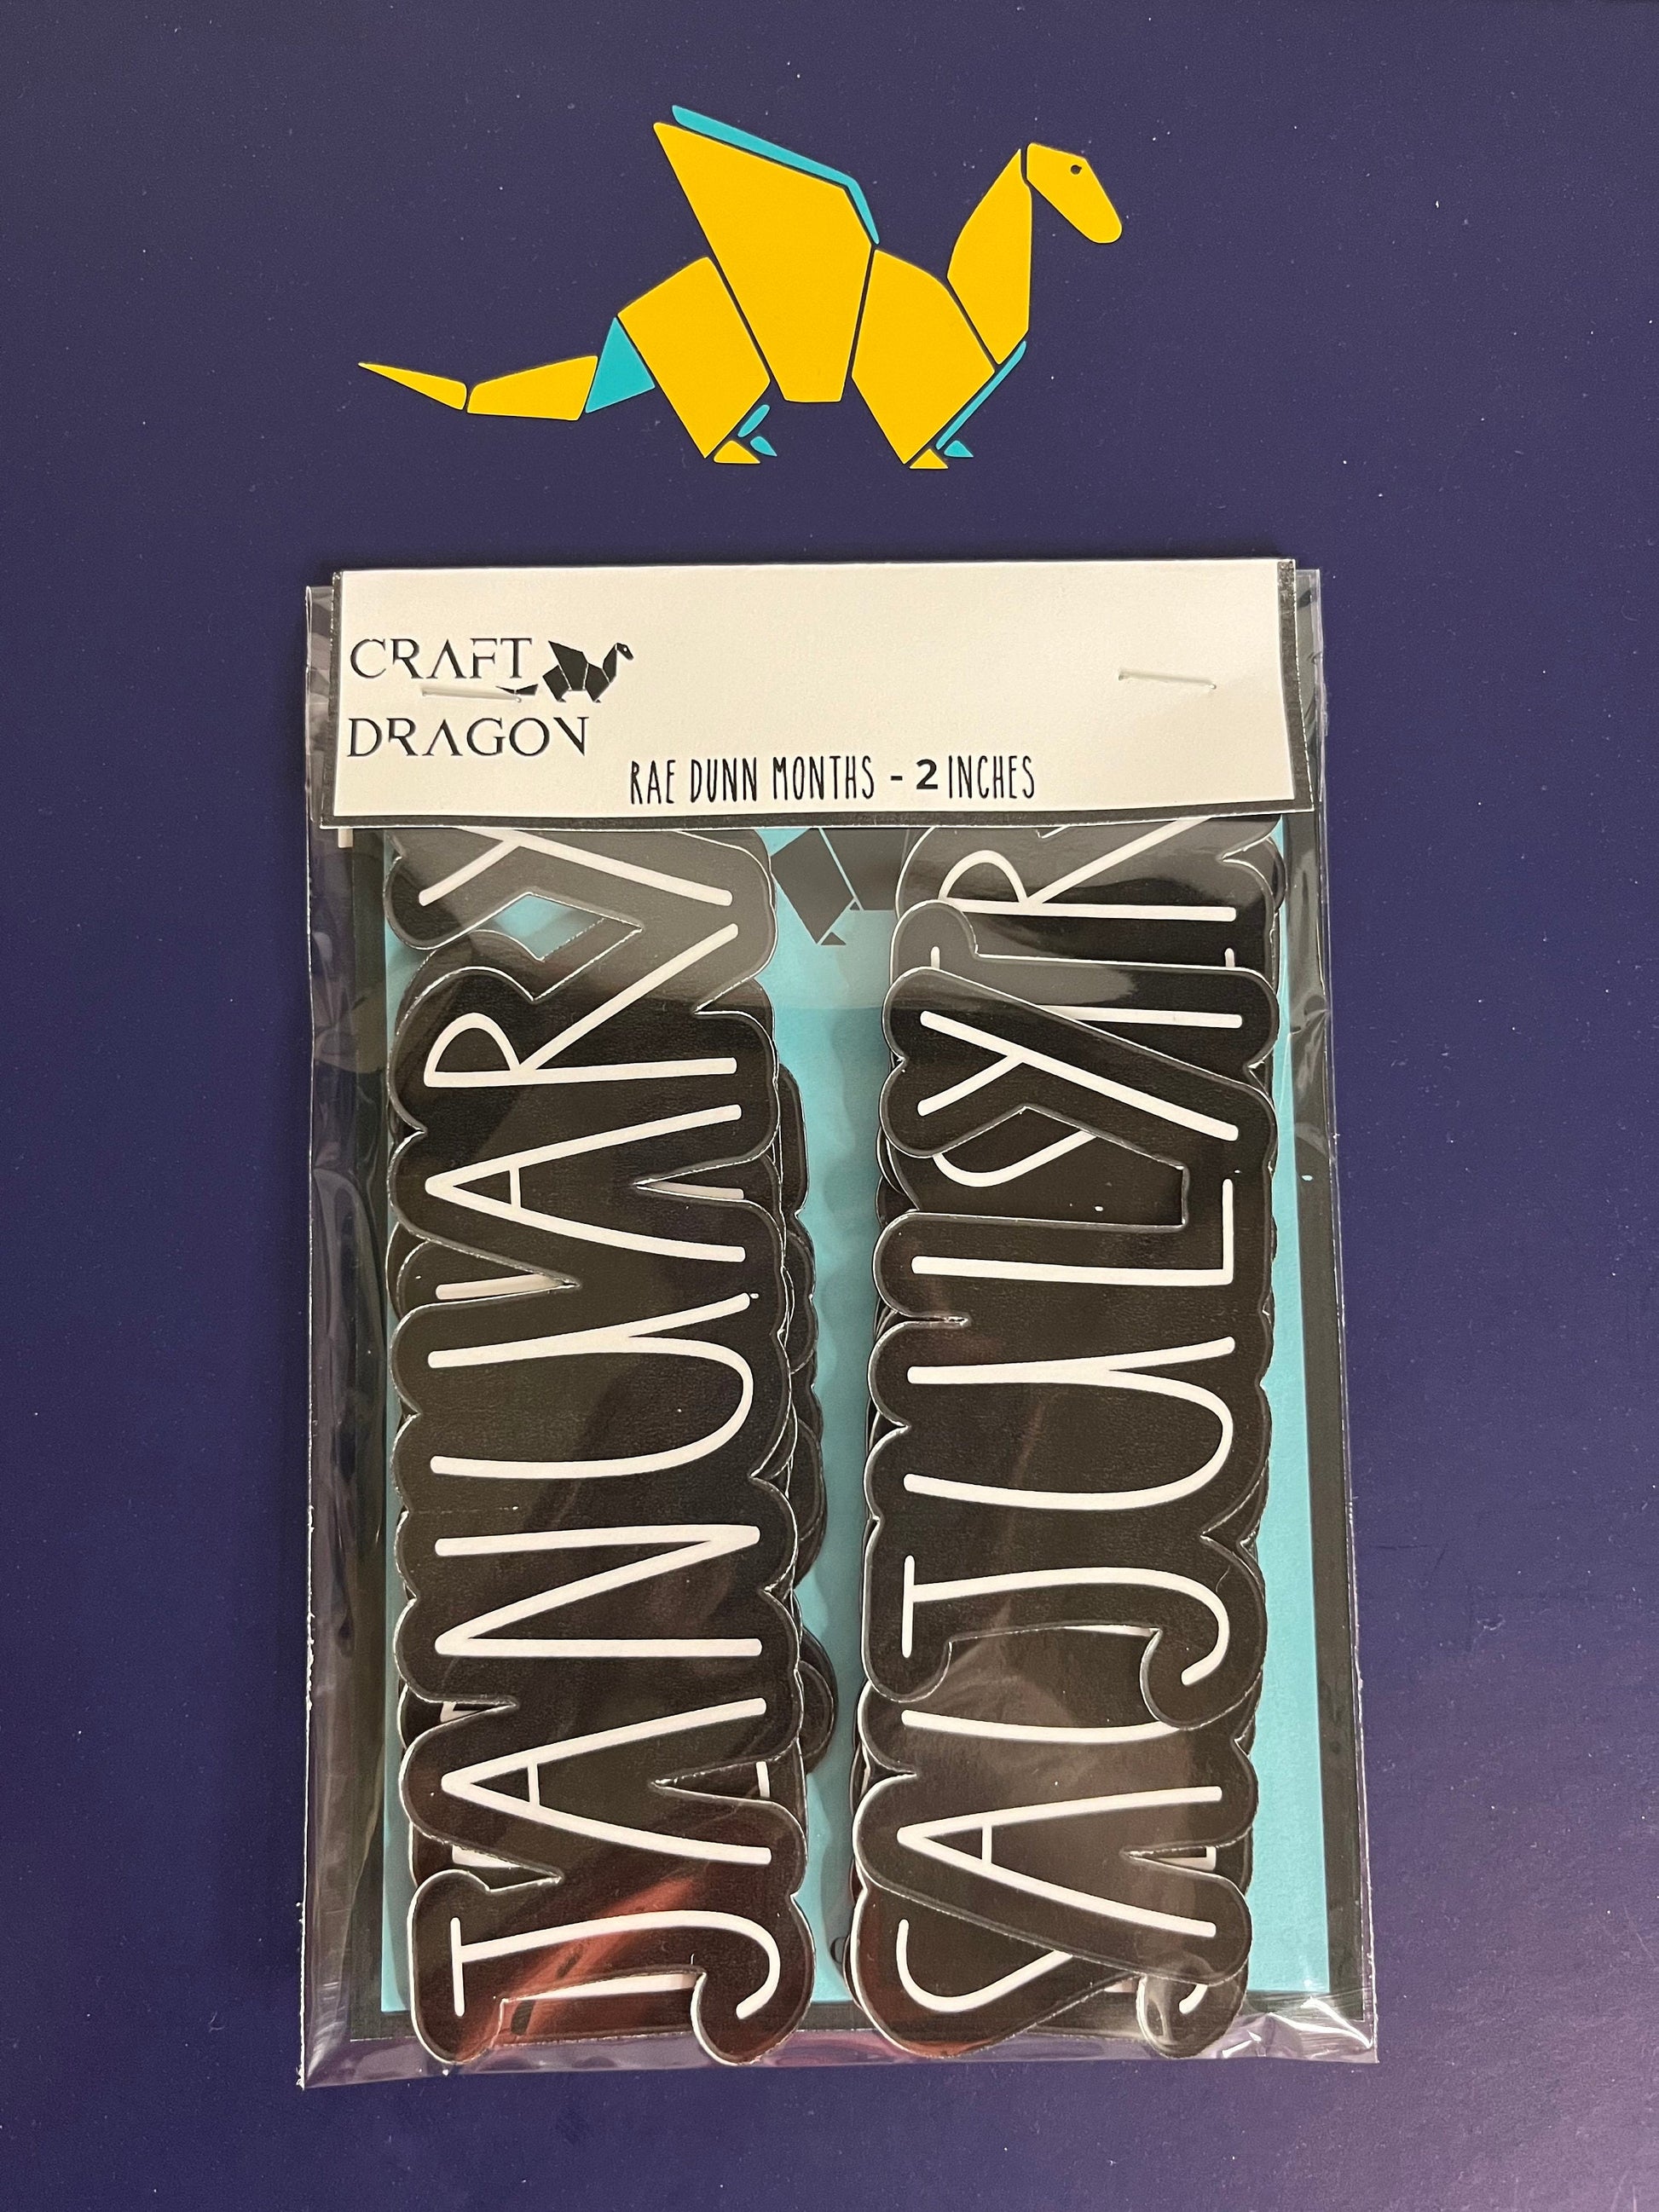 CRAFT
DRAGON
RAE DUNN MONTHS - 2 INCHES
JANUARY
JULY